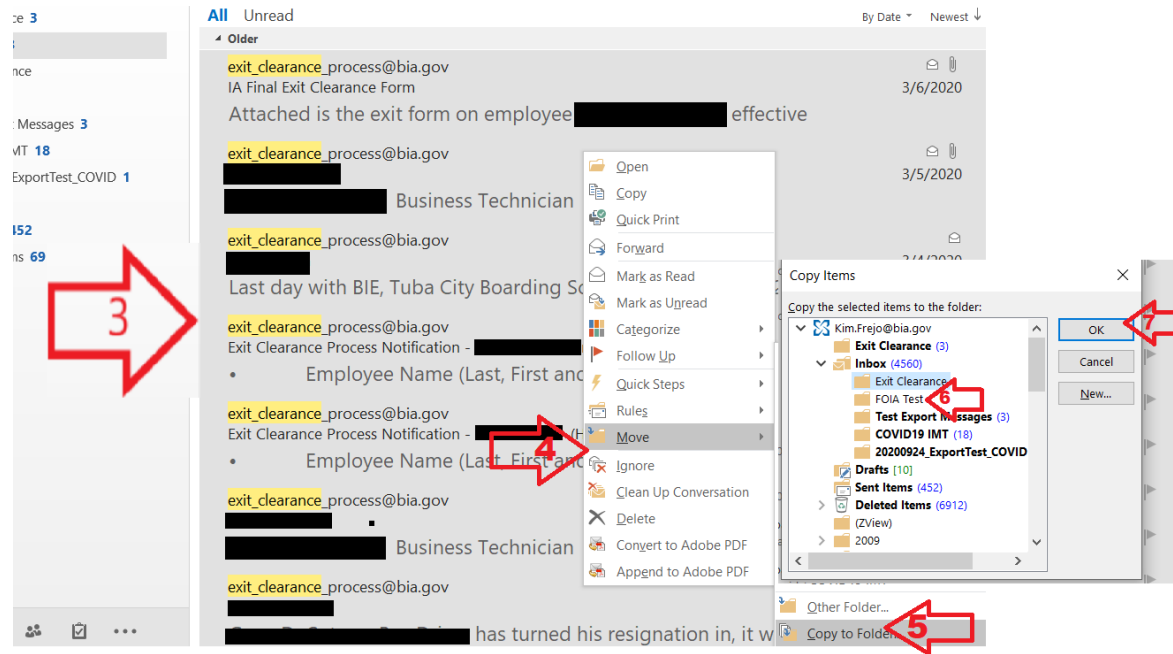 ce 3
nce
Messages 3
MT 18
ExportTest_COVID 1
452
ns 69
All Unread
By Date Newest
Older
exit_clearance_process@bia.gov
IA Final Exit Clearance Form
3/6/2020
Attached is the exit form on employee effective
exit_clearance_process@bia.gov
3/5/2020
Business Technician
exit_clearance_process@bia.gov
3/4/2020
Last day with BIE, Tuba City Boarding Sc
exit_clearance_process@bia.gov
Exit Clearance Process Notification -
• Employee Name (Last, First and
exit_clearance_process@bia.gov
Exit Clearance Process Notification - (H
• Employee Name (Last, First and
exit_clearance_process@bia.gov
Business Technician
exit_clearance_process@bia.gov
has turned his resignation in, it w
3
Open
Copy
Quick Print
Forward
Mark as Read
Mark as Unread
Categorize
Follow Up
Quick Steps
Rules
Move
Ignore
Clean Up Conversation
Delete
Convert to Adobe PDF
Append to Adobe PDF
4
Copy Items
Copy the selected items to the folder:
Kim.Frejo@bia.gov
Exit Clearance (3)
Inbox (4560)
Exit Clearance
FOIA Test
Test Export Messages (3)
COVID19 IMT (18)
20200924_ExportTest_COVID
Drafts [10]
Sent Items (452)
Deleted Items (6912)
(ZView)
2009
OK
Cancel
New...
7
6
Other Folder...
Copy to Folder
5